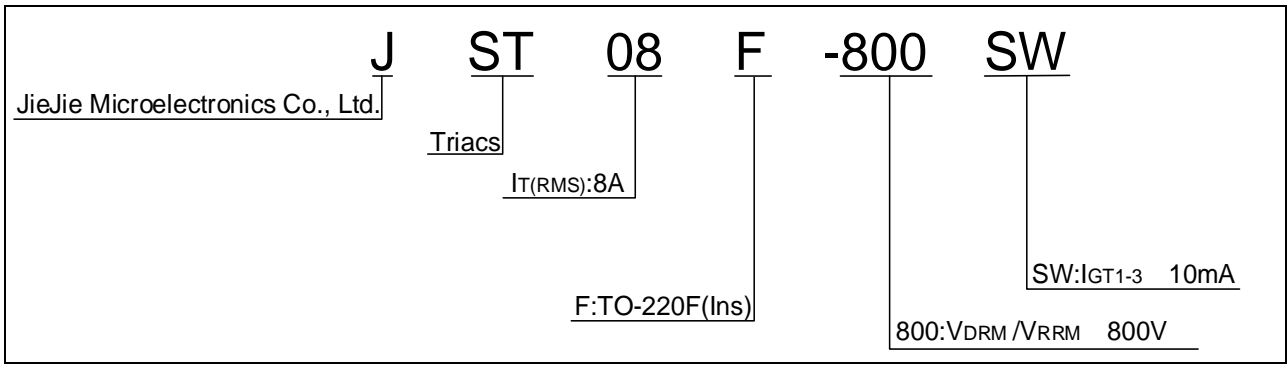 J ST 08 F -800 SW
JieJie Microelectronics Co., Ltd.
Triacs
IT(RMS):8A
SW:IGT1-3 10mA
F:TO-220F(Ins)
800:VDRM /VRRM 800V